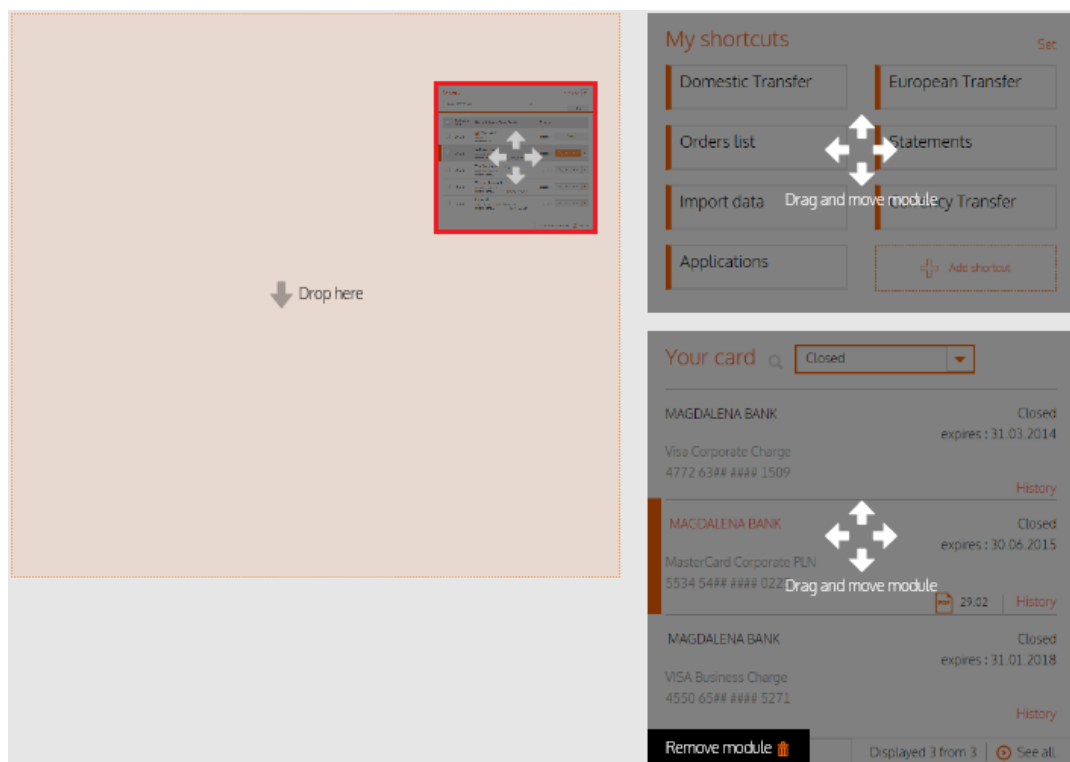 Drop here
My shortcuts
Set
Domestic Transfer
European Transfer
Orders list
Statements
Import data
Drag and move module
Transfer
Applications
Add shortcut
Your card
Closed
MAGDALENA BANK
Closed
expires : 31.03.2014
Visa Corporate Charge
4772 63## #### 1509
History
MAGDALENA BANK
Closed
expires : 30.06.2015
MasterCard Corporate PLN
5534 54## ####
Drag and move module
29.02
History
MAGDALENA BANK
Closed
expires : 31.01.2018
VISA Business Charge
4550 65## #### 5271
History
Remove module
Displayed 3 from 3
See all